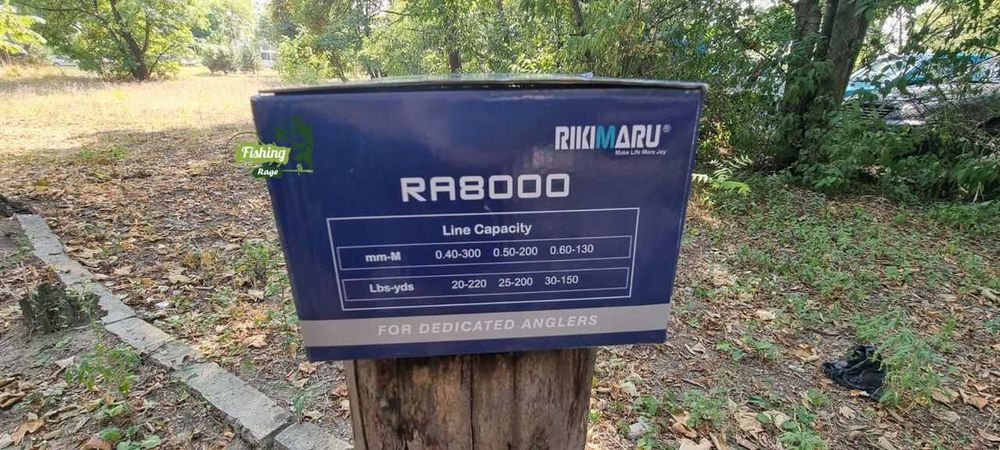 RIKIMARU®
Make Life More Joy
Fishing
Rage
RA8000
Line Capacity
mm-M 0.40-300 0.50-200 0.60-130
Lbs-yds 20-220 25-200 30-150
FOR DEDICATED ANGLERS